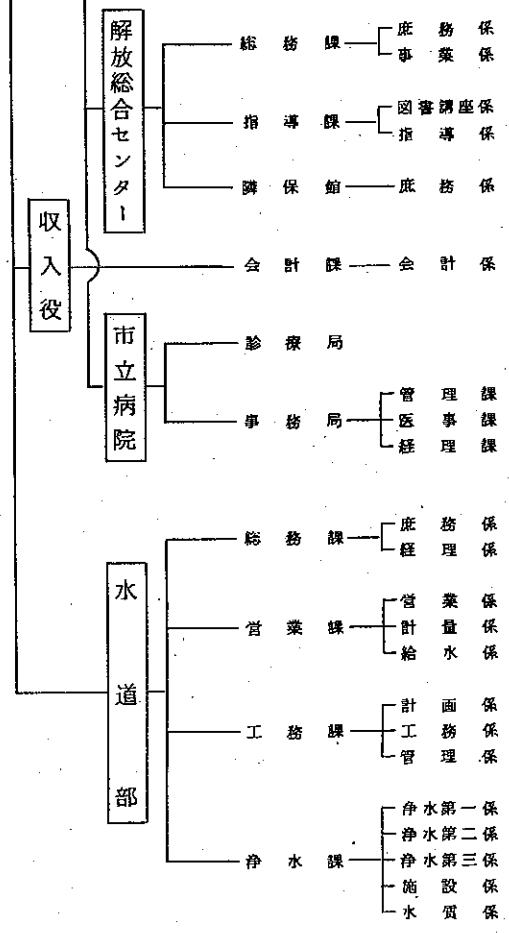 解放総合センター
総務課
庶務係
事業係
指導課
図書講座係
指導係
隣保館
庶務係
収入役
会計課
会計係
市立病院
診療局
事務局
管理課
医事課
経理課
水道部
総務課
庶務係
経理係
営業課
営業係
計量係
給水係
工務課
計画係
工務係
管理係
浄水課
浄水第一係
浄水第二係
浄水第三係
施設係
水質係